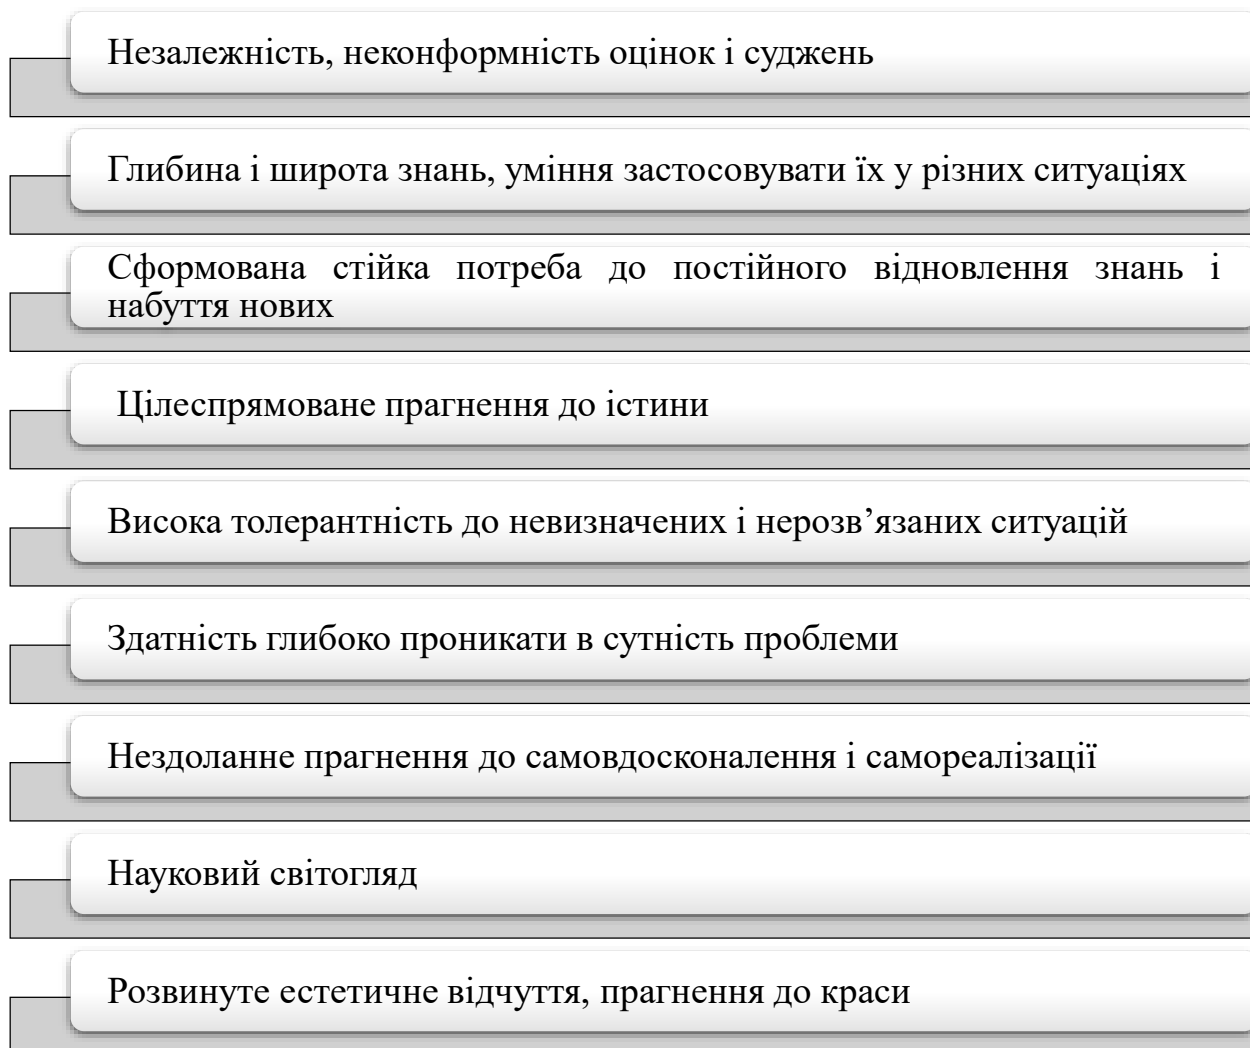 Незалежність, неконформність оцінок і суджень
Глибина і широта знань, уміння застосовувати їх у різних ситуаціях
Сформована стійка потреба до постійного відновлення знань і
набуття нових
Цілеспрямоване прагнення до істини
Висока толерантність до невизначених і нерозв’язаних ситуацій
Здатність глибоко проникати в сутність проблеми
Нездоланне прагнення до самовдосконалення і самореалізації
Науковий світогляд
Розвинуте естетичне відчуття, прагнення до краси